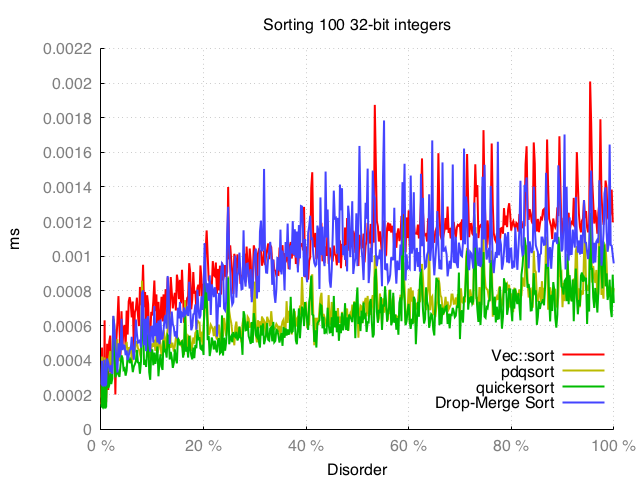 Sorting 100 32-bit integers
0.0022
0.002
0.0018
0.0016
0.0014
0.0012
0.001
0.0008
0.0006
0.0004
0.0002
0
ms
Vec::sort
pdqsort
quickersort
Drop-Merge Sort
0 % 20 % 40 % 60 % 80 % 100 %
Disorder